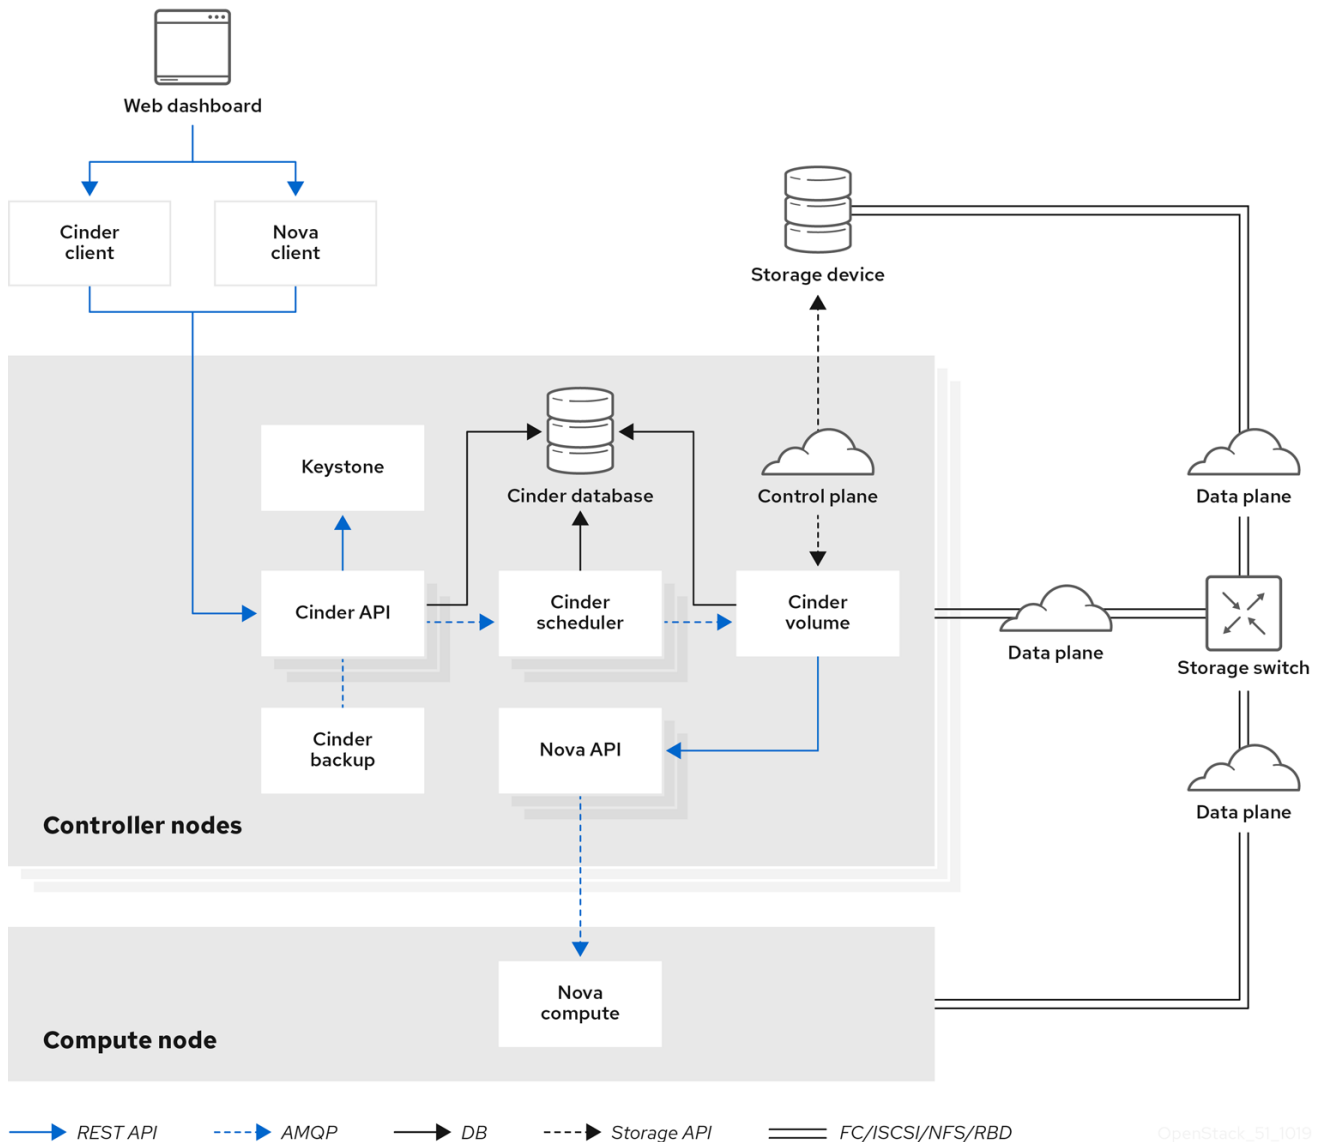 Web dashboard
Cinder
client
Nova
client
Storage device
Keystone
Cinder database
Control plane
Data plane
Cinder API
Cinder
scheduler
Cinder
volume
Data plane
Storage switch
Cinder
backup
Nova API
Data plane
Controller nodes
Nova
compute
Compute node
REST API
AMQP
DB
Storage API
FC/ISCSI/NFS/RBD
OpenStack_51_1019